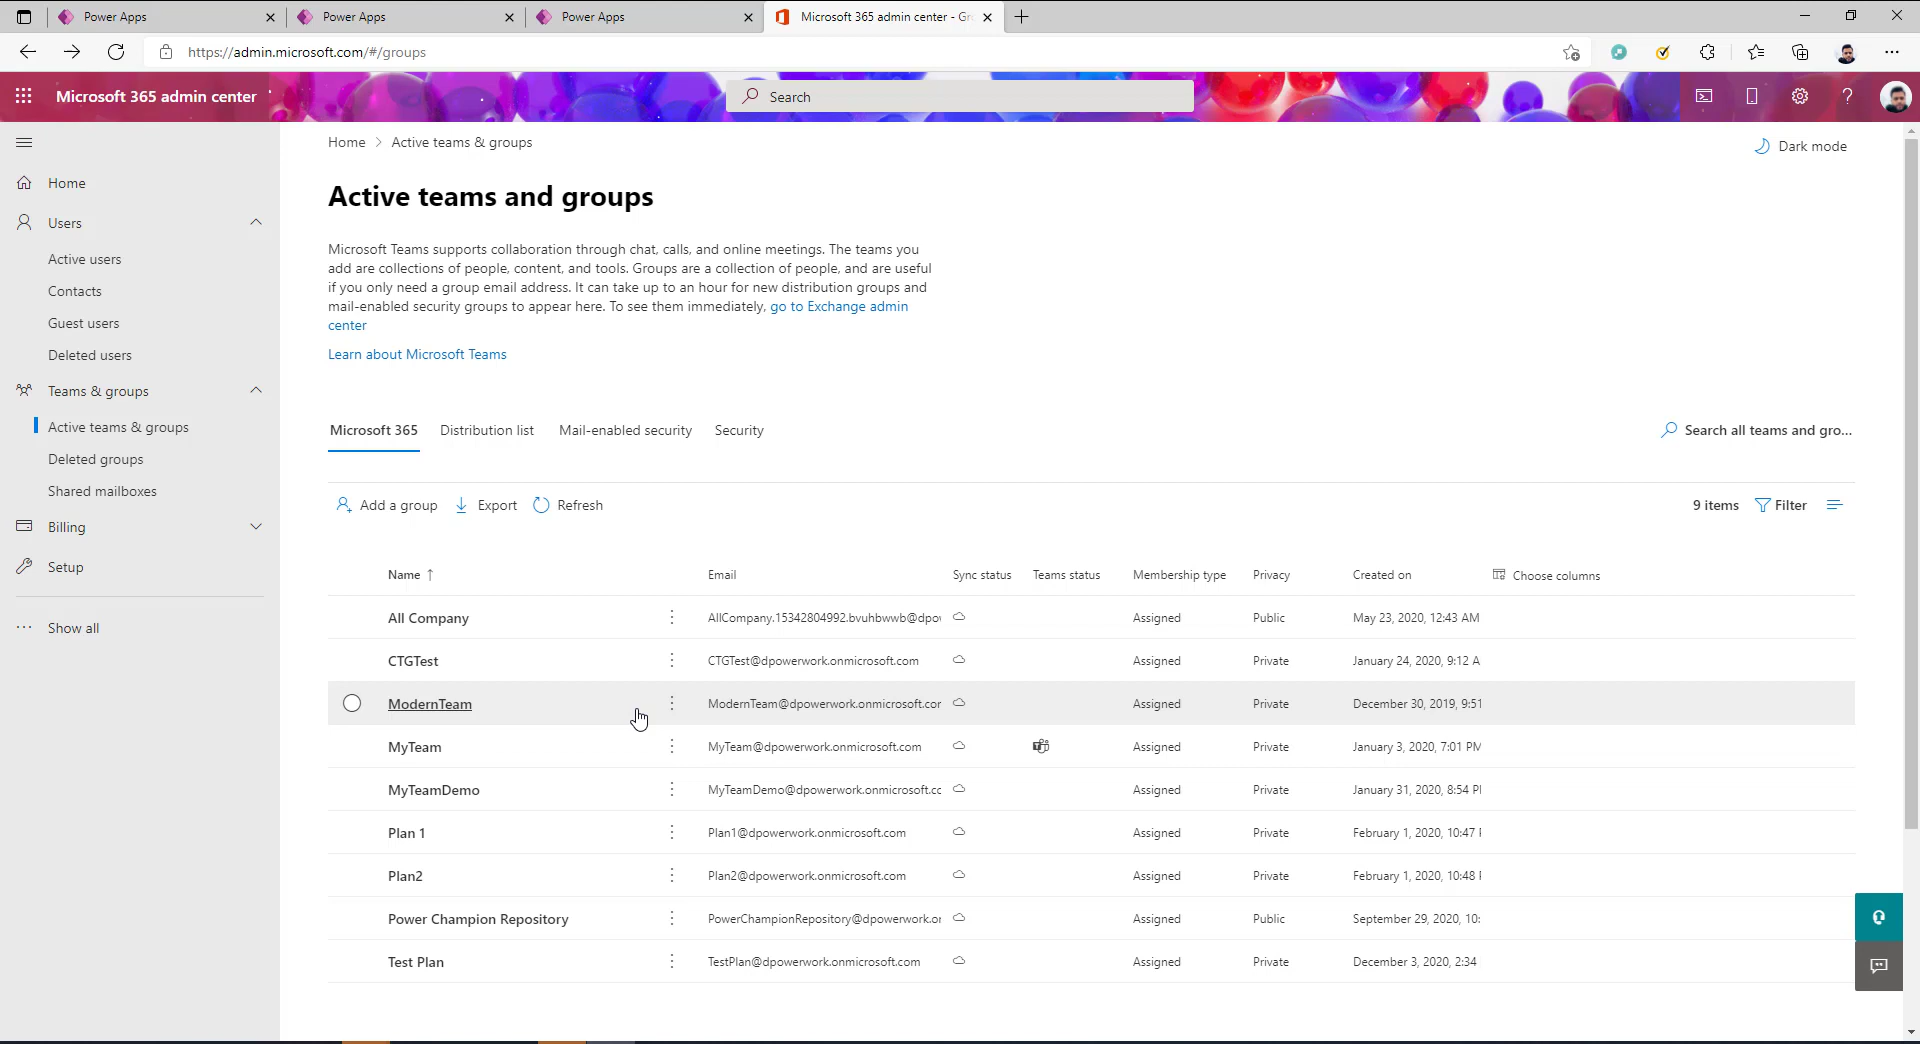 Power Apps
Power Apps
Power Apps
Microsoft 365 admin center - Gr
https://admin.microsoft.com/#/groups
Microsoft 365 admin center
Search
Home
Users
Active users
Contacts
Guest users
Deleted users
Teams & groups
Active teams & groups
Deleted groups
Shared mailboxes
Billing
Setup
Show all
Home > Active teams & groups
Dark mode
Active teams and groups
Microsoft Teams supports collaboration through chat, calls, and online meetings. The teams you
add are collections of people, content, and tools. Groups are a collection of people, and are useful
if you only need a group email address. It can take up to an hour for new distribution groups and
mail-enabled security groups to appear here. To see them immediately, go to Exchange admin
center
Learn about Microsoft Teams
Microsoft 365 Distribution list Mail-enabled security Security
Search all teams and gro...
Add a group Export Refresh
9 items Filter
Name ↑ Email Sync status Teams status Membership type Privacy Created on Choose columns
All Company AllCompany.15342804992.bvuhbwwb@dpo Assigned Public May 23, 2020, 12:43 AM
CTGTest CTGTest@dpowerwork.onmicrosoft.com Assigned Private January 24, 2020, 9:12 A
ModernTeam ModernTeam@dpowerwork.onmicrosoft.cor Assigned Private December 30, 2019, 9:51
MyTeam MyTeam@dpowerwork.onmicrosoft.com Assigned Private January 3, 2020, 7:01 PM
MyTeamDemo MyTeamDemo@dpowerwork.onmicrosoft.cc Assigned Private January 31, 2020, 8:54 P
Plan 1 Plan1@dpowerwork.onmicrosoft.com Assigned Private February 1, 2020, 10:47
Plan2 Plan2@dpowerwork.onmicrosoft.com Assigned Private February 1, 2020, 10:48
Power Champion Repository PowerChampionRepository@dpowerwork.or Assigned Public September 29, 2020, 10:
Test Plan TestPlan@dpowerwork.onmicrosoft.com Assigned Private December 3, 2020, 2:34